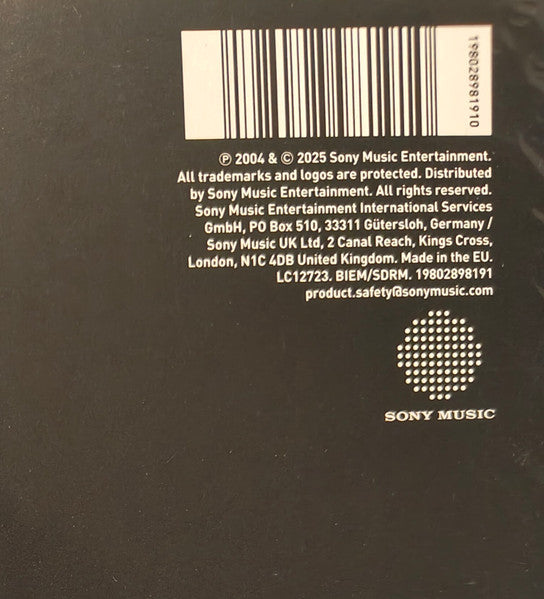 198028981910
℗ 2004 & © 2025 Sony Music Entertainment.
All trademarks and logos are protected. Distributed
by Sony Music Entertainment. All rights reserved.
Sony Music Entertainment International Services
GmbH, PO Box 510, 33311 Gütersloh, Germany /
Sony Music UK Ltd, 2 Canal Reach, Kings Cross,
London, N1C 4DB United Kingdom. Made in the EU.
LC12723. BIEM/SDRM. 19802898191
product.safety@sonymusic.com
SONY MUSIC